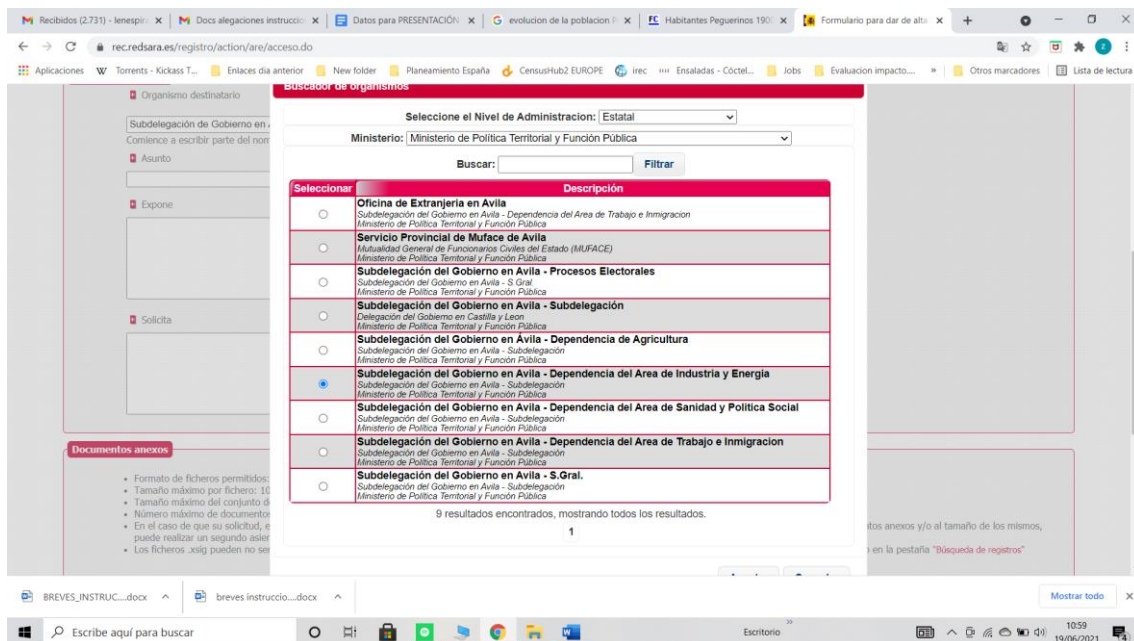 Recibidos (2.731) - lenespin
Docs alegaciones instruccio
Datos para PRESENTACIÓN
evolucion de la poblacion P
Habitantes Peguerinos 190
Formulario para dar de alta
rec.redsara.es/registro/action/are/acceso.do
Aplicaciones
Torrents - Kickass T...
Enlaces dia anterior
New folder
Planeamiento España
CensusHub2 EUROPE
irec
Ensaladas - Cóctel...
Jobs
Evaluacion impacto....
»
Otros marcadores
Lista de lectura
Organismo destinatario
Subdelegación de Gobierno en
Comience a escribir parte del nom
Asunto
Expone
Solicita
Buscador de organismos
Seleccione el Nivel de Administracion: Estatal
Ministerio: Ministerio de Política Territorial y Función Pública
Buscar: Filtrar
Seleccionar Descripción
Oficina de Extranjeria en Avila
Subdelegación del Gobierno en Avila - Dependencia del Area de Trabajo e Inmigracion
Ministerio de Política Territorial y Función Pública
Servicio Provincial de Muface de Avila
Mutualidad General de Funcionarios Civiles del Estado (MUFACE)
Ministerio de Política Territorial y Función Pública
Subdelegación del Gobierno en Avila - Procesos Electorales
Subdelegación del Gobierno en Avila - S.Gral.
Ministerio de Política Territorial y Función Pública
Subdelegación del Gobierno en Avila - Subdelegación
Delegación del Gobierno en Castilla y Leon
Ministerio de Política Territorial y Función Pública
Subdelegación del Gobierno en Ávila - Dependencia de Agricultura
Subdelegación del Gobierno en Avila - Subdelegación
Ministerio de Política Territorial y Función Pública
Subdelegación del Gobierno en Avila - Dependencia del Area de Industria y Energia
Subdelegación del Gobierno en Avila - Subdelegación
Ministerio de Política Territorial y Función Pública
Subdelegación del Gobierno en Avila - Dependencia del Area de Sanidad y Politica Social
Subdelegación del Gobierno en Avila - Subdelegación
Ministerio de Política Territorial y Función Pública
Subdelegación del Gobierno en Avila - Dependencia del Area de Trabajo e Inmigracion
Subdelegación del Gobierno en Avila - Subdelegación
Ministerio de Política Territorial y Función Pública
Subdelegación del Gobierno en Avila - S.Gral.
Subdelegación del Gobierno en Avila - Subdelegación
Ministerio de Política Territorial y Función Pública
9 resultados encontrados, mostrando todos los resultados.
1
Documentos anexos
Formato de ficheros permitidos:
Tamaño máximo por fichero: 10
Tamaño máximo del conjunto d
Número máximo de documento
En el caso de que su solicitud, e
tos anexos y/o al tamaño de los mismos,
puede realizar un segundo asier
Los ficheros .xsig pueden no ser
en la pestaña "Búsqueda de registros"
BREVES_INSTRUC....docx
breves instruccio....docx
Mostrar todo
Escribe aquí para buscar
Escritorio
10:59
19/06/2021